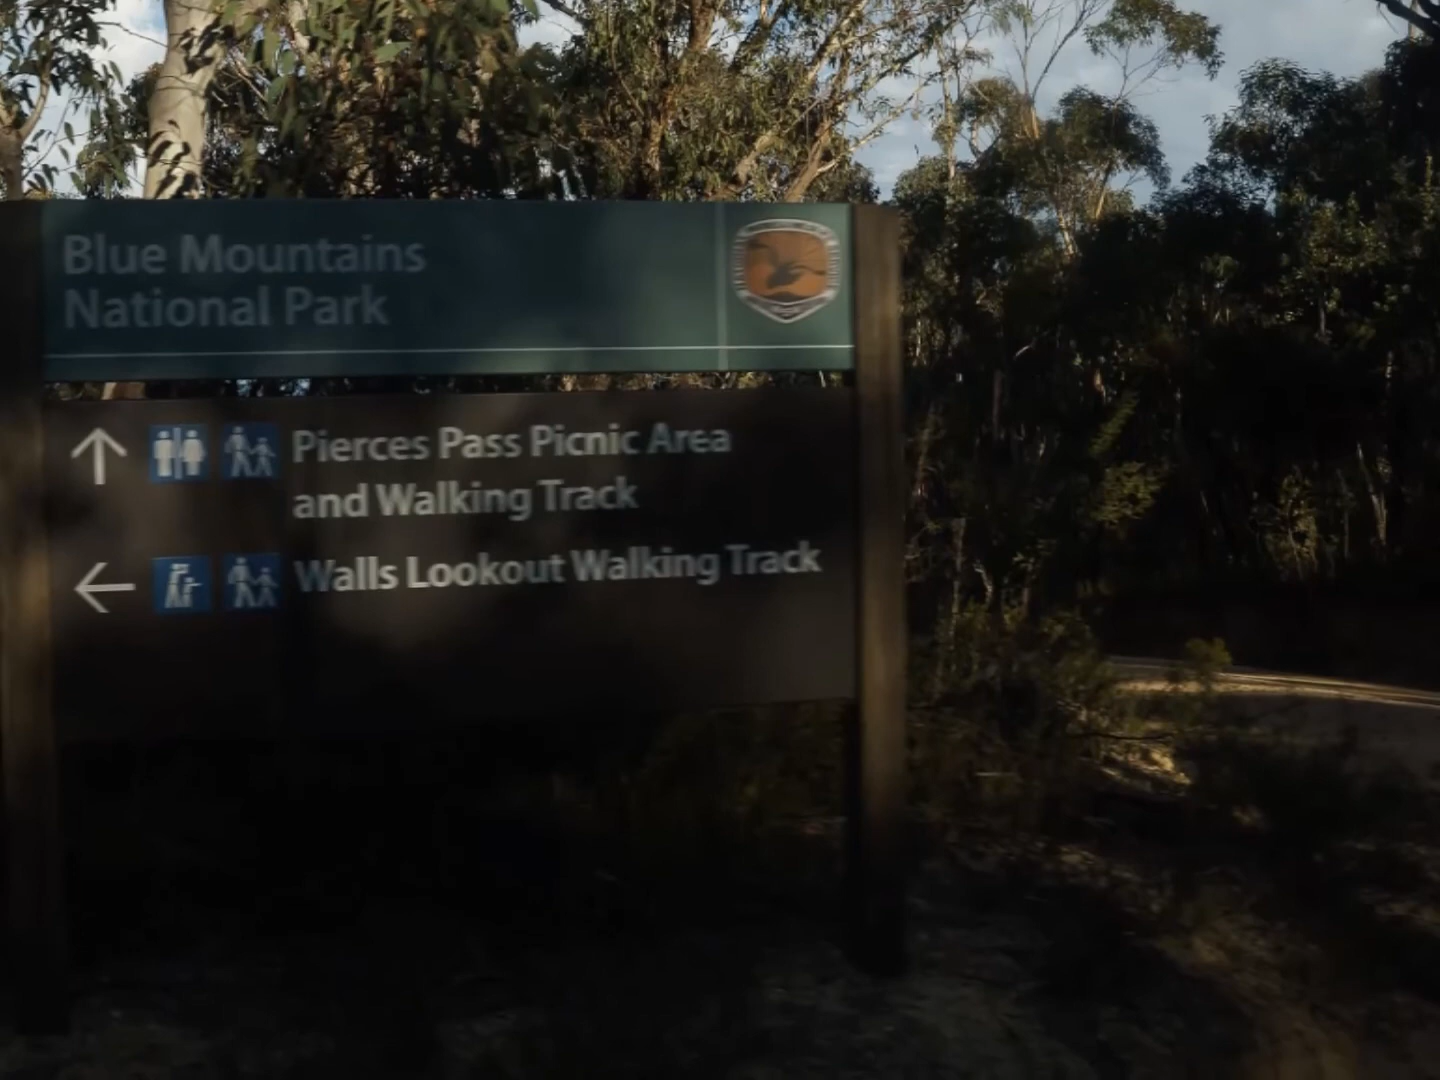 Blue Mountains
National Park
Pierces Pass Picnic Area
and Walking Track
Walls Lookout Walking Track